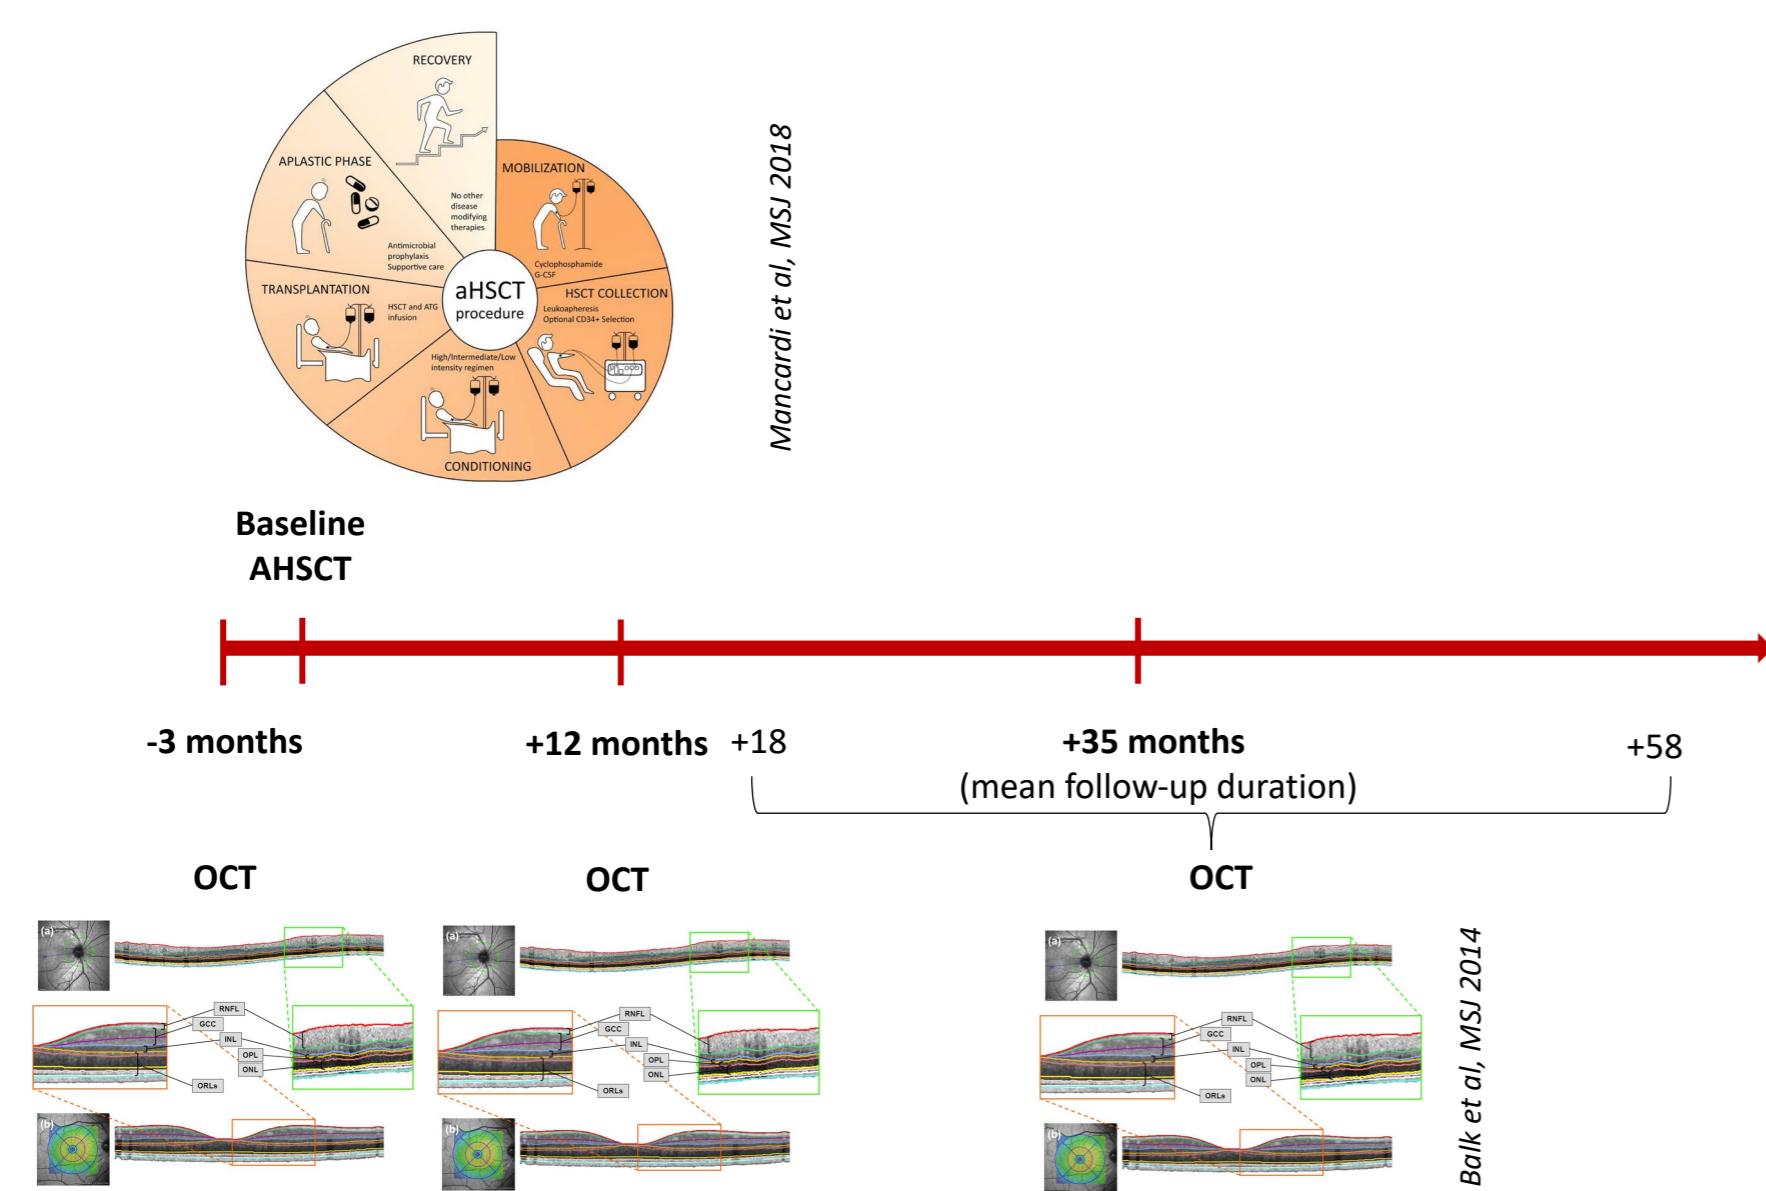 RECOVERY
No other
disease
modifying
therapies
MOBILIZATION
Cyclophosphamide
G-CSF
HSCT COLLECTION
Leukoapheresis
Optional CD34+ Selection
High/Intermediate/Low
intensity regimen
CONDITIONING
TRANSPLANTATION
HSCT and ATG
infusion
APLASTIC PHASE
Antimicrobial
prophylaxis
Supportive care
aHSCT
procedure
Mancardi et al, MSJ 2018
Baseline
AHSCT
-3 months
+12 months
+18
+35 months
(mean follow-up duration)
+58
OCT
OCT
OCT
(a)
RNFL
GCC
INL
OPL
ONL
ORLs
(b)
(a)
RNFL
GCC
INL
OPL
ONL
ORLs
(b)
(a)
RNFL
GCC
INL
OPL
ONL
ORLs
(b)
Balk et al, MSJ 2014